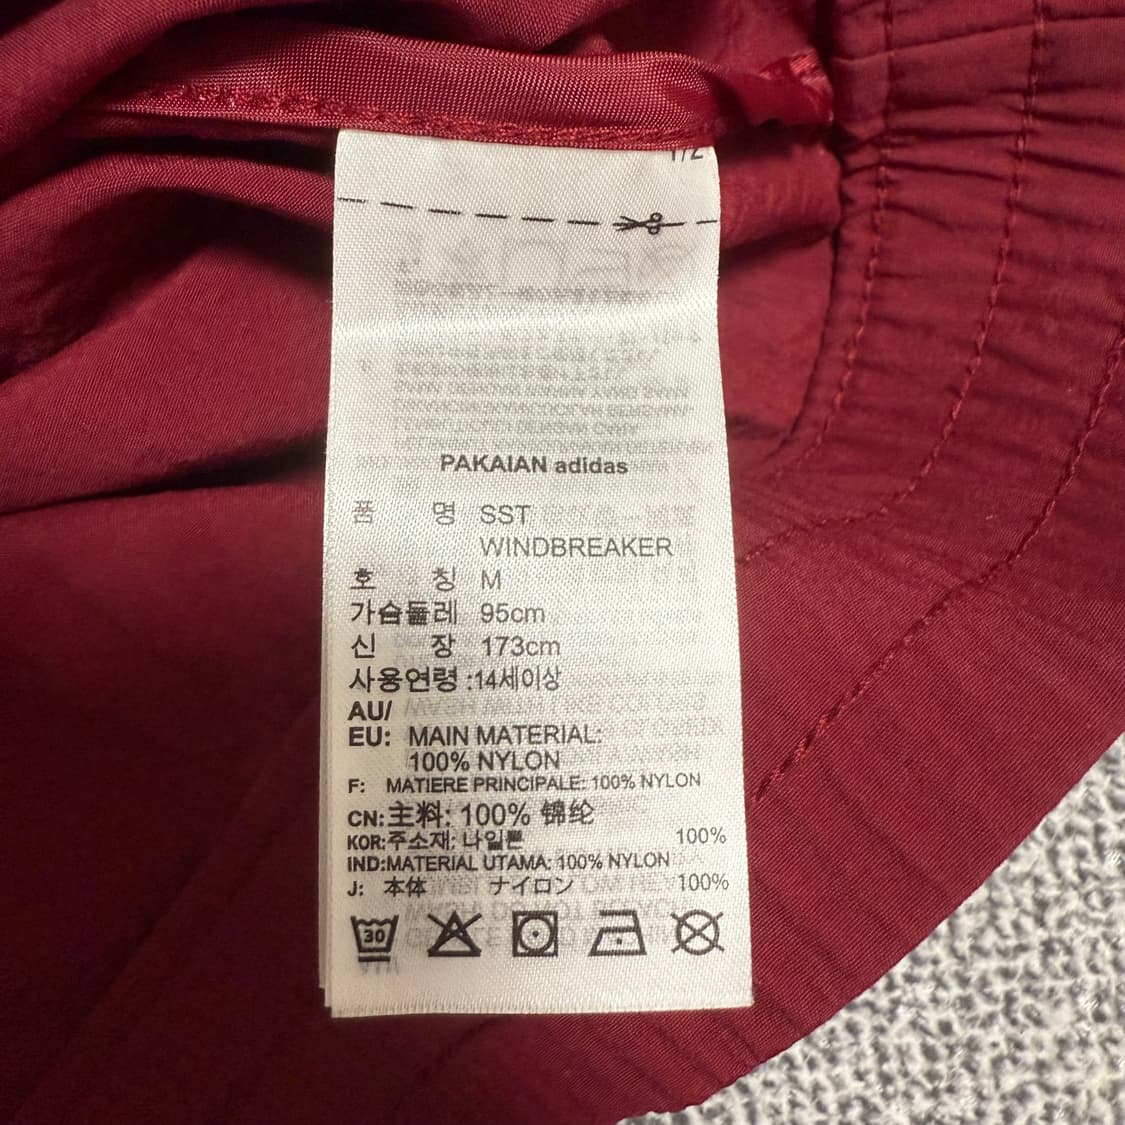 1/2
PAKAIAN adidas
품 명 SST
WINDBREAKER
호 칭 M
가슴둘레 95cm
신 장 173cm
사용연령 :14세이상
AU/
EU: MAIN MATERIAL:
100% NYLON
F: MATIERE PRINCIPALE: 100% NYLON
CN:主料: 100% 锦纶
KOR:주소재: 나일론 100%
IND:MATERIAL UTAMA: 100% NYLON
J: 本体 ナイロン 100%
30